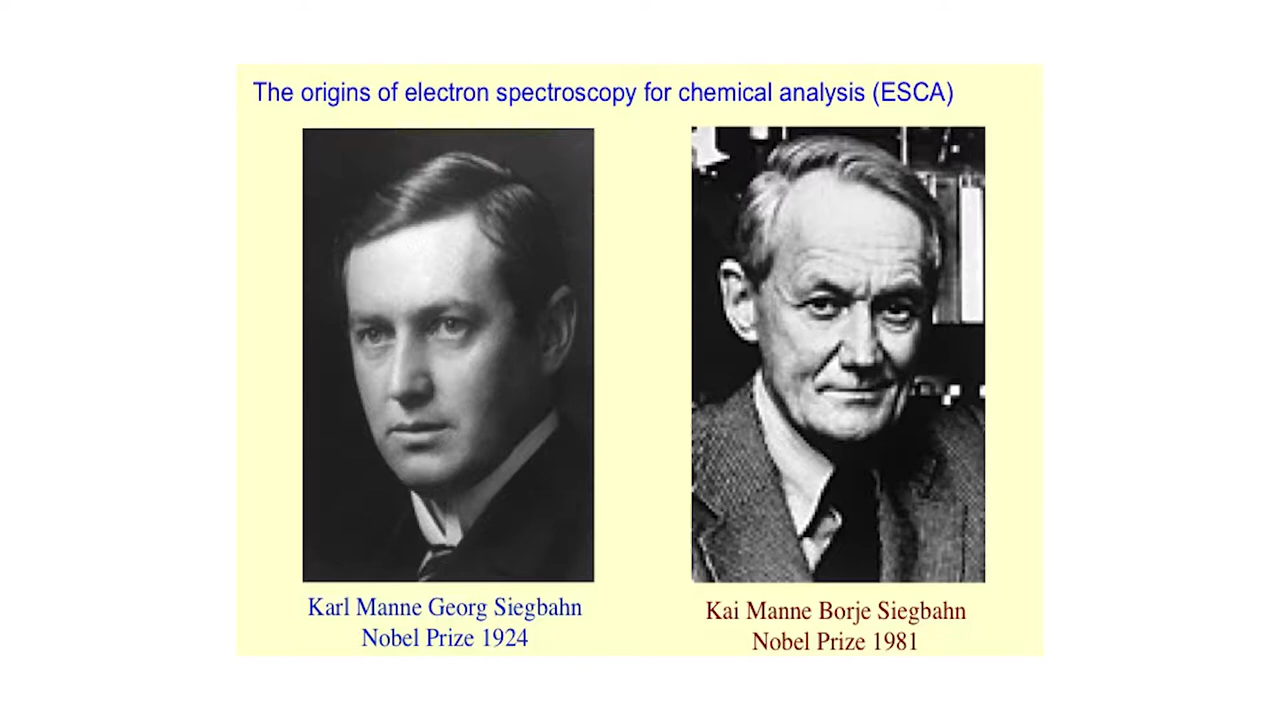 The origins of electron spectroscopy for chemical analysis (ESCA)
Karl Manne Georg Siegbahn
Nobel Prize 1924
Kai Manne Borje Siegbahn
Nobel Prize 1981